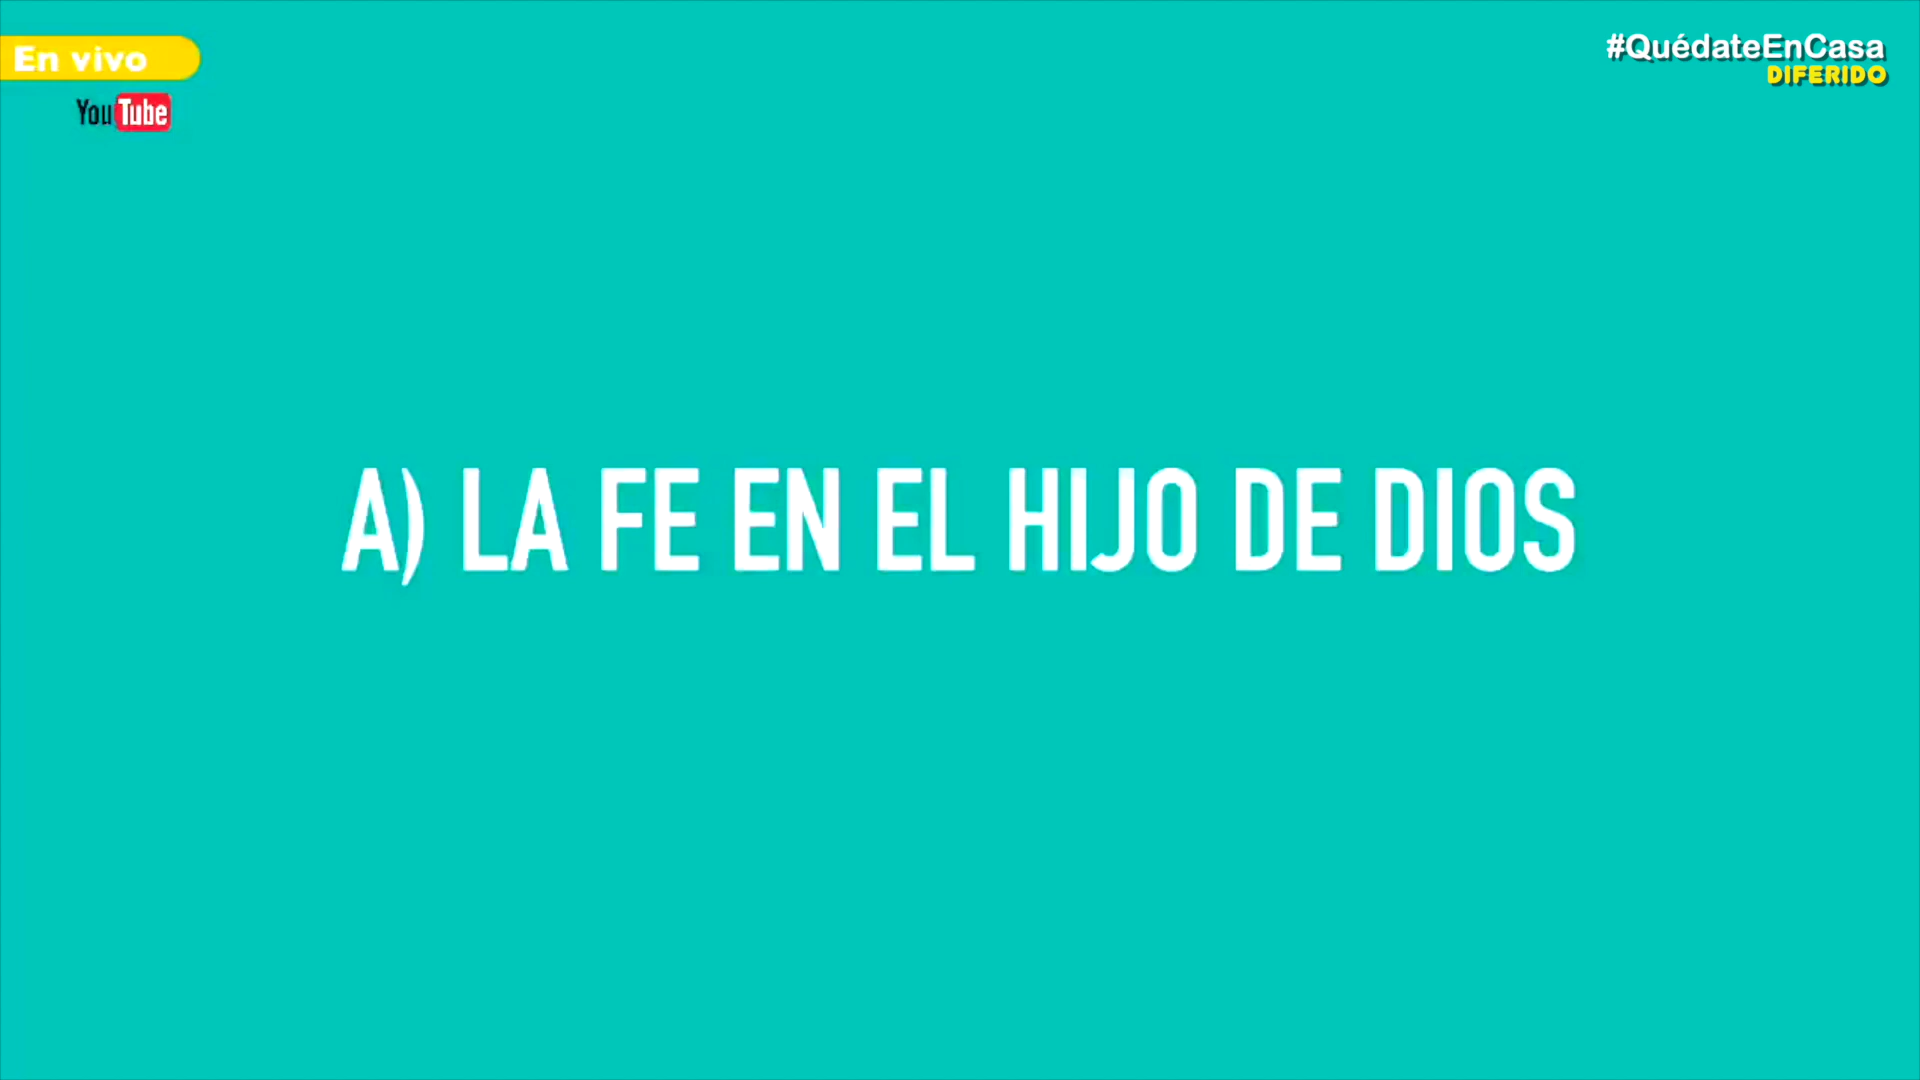 En vivo
YouTube
#QuédateEnCasa
DIFERIDO
A) LA FE EN EL HIJO DE DIOS